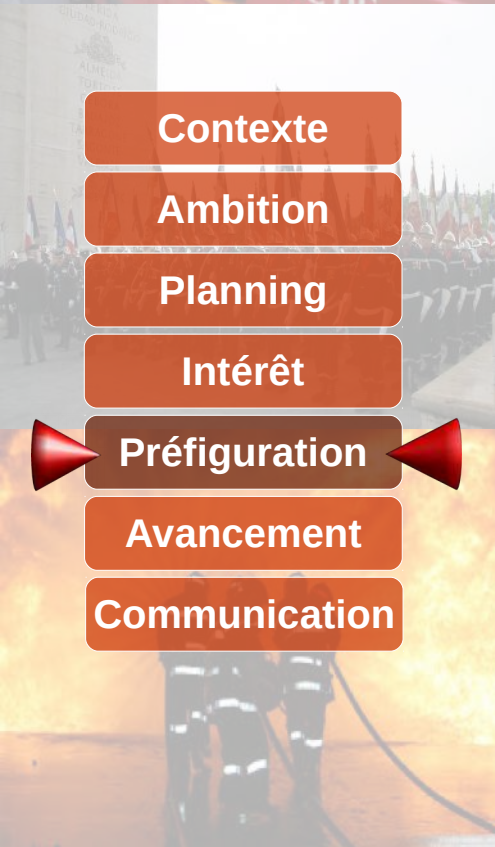 Contexte
Ambition
Planning
Intérêt
Préfiguration
Avancement
Communication